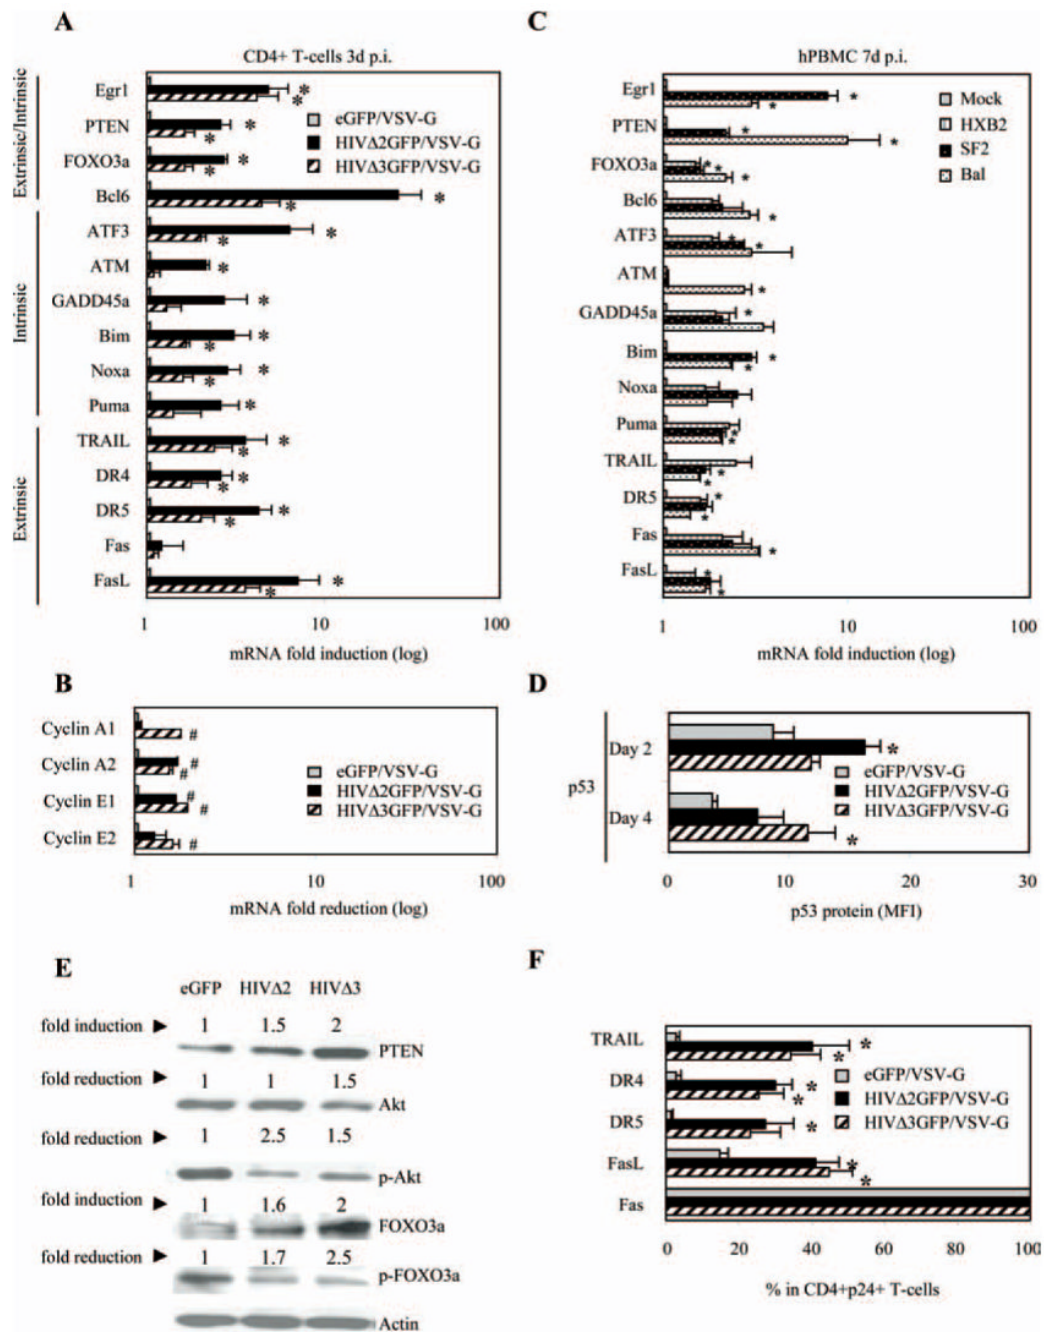 A
CD4+ T-cells 3d p.i.
Extrinsic/Intrinsic
Intrinsic
Extrinsic
Egr1
PTEN
FOXO3a
Bcl6
ATF3
ATM
GADD45a
Bim
Noxa
Puma
TRAIL
DR4
DR5
Fas
FasL
eGFP/VSV-G
HIVΔ2GFP/VSV-G
HIVΔ3GFP/VSV-G
1 10 100
mRNA fold induction (log)
C
hPBMC 7d p.i.
Egr1
PTEN
FOXO3a
Bcl6
ATF3
ATM
GADD45a
Bim
Noxa
Puma
TRAIL
DR5
Fas
FasL
Mock
HXB2
SF2
Bal
1 10 100
mRNA fold induction (log)
B
Cyclin A1
Cyclin A2
Cyclin E1
Cyclin E2
#
# #
# #
#
eGFP/VSV-G
HIVΔ2GFP/VSV-G
HIVΔ3GFP/VSV-G
1 10 100
mRNA fold reduction (log)
D
p53
Day 2
Day 4
eGFP/VSV-G
HIVΔ2GFP/VSV-G
HIVΔ3GFP/VSV-G
0 10 20 30
p53 protein (MFI)
E
eGFP HIVΔ2 HIVΔ3
fold induction 1 1.5 2
PTEN
fold reduction 1 1 1.5
Akt
fold reduction 1 2.5 1.5
p-Akt
fold induction 1 1.6 2
FOXO3a
fold reduction 1 1.7 2.5
p-FOXO3a
Actin
F
TRAIL
DR4
DR5
FasL
Fas
eGFP/VSV-G
HIVΔ2GFP/VSV-G
HIVΔ3GFP/VSV-G
0 20 40 60 80 100
% in CD4+p24+ T-cells